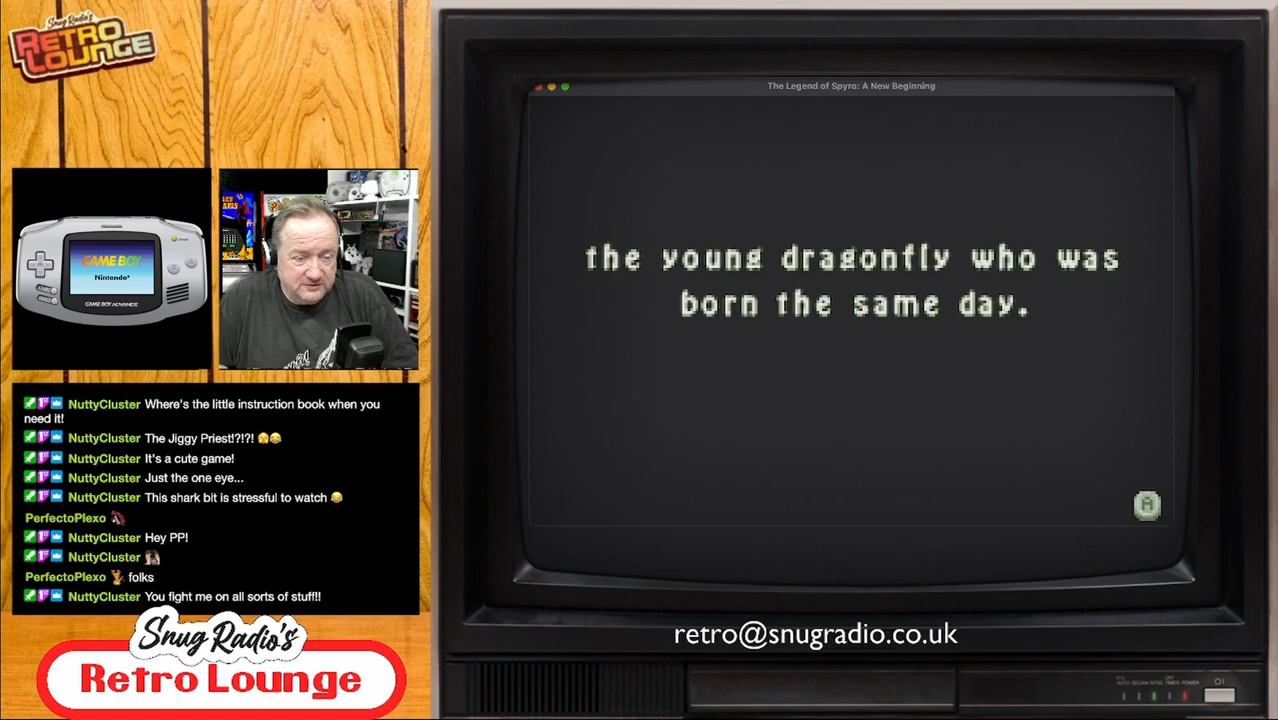 Snug Radio's
RETRO
LOUNGE
The Legend of Spyro: A New Beginning
the young dragonfly who was
born the same day.
A
GAME BOY
Nintendo
GAME BOY ADVANCE
NuttyCluster Where's the little instruction book when you
need it!
NuttyCluster The Jiggy Priest!?!?!
NuttyCluster It's a cute game!
NuttyCluster Just the one eye...
NuttyCluster This shark bit is stressful to watch
PerfectoPlexo
NuttyCluster Hey PP!
NuttyCluster
PerfectoPlexo folks
NuttyCluster You fight me on all sorts of stuff!!
Snug Radio's
Retro Lounge
retro@snugradio.co.uk